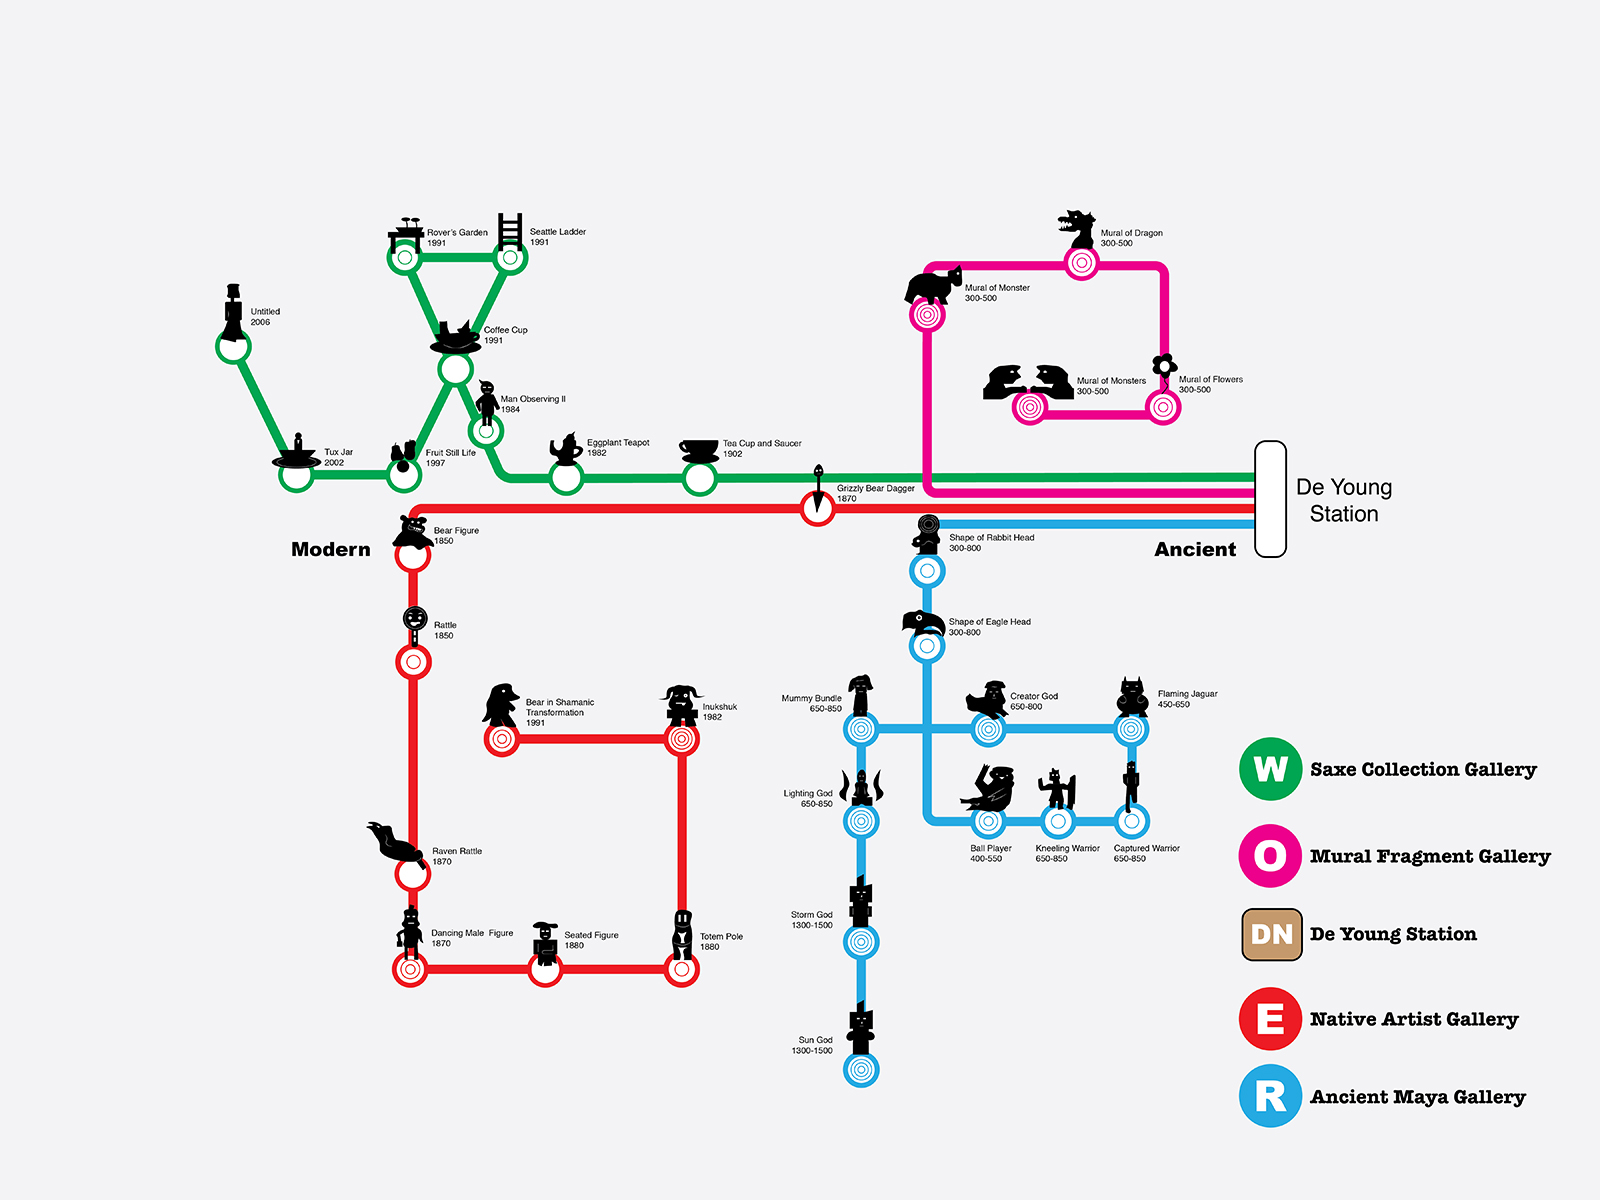 Rover's Garden
1991
Seattle Ladder
1991
Untitled
2006
Coffee Cup
1991
Man Observing II
1984
Tux Jar
2002
Fruit Still Life
1997
Eggplant Teapot
1982
Tea Cup and Saucer
1902
Mural of Dragon
300-500
Mural of Monster
300-500
Mural of Monsters
300-500
Mural of Flowers
300-500
De Young
Station
Grizzly Bear Dagger
1870
Modern
Ancient
Bear Figure
1850
Rattle
1850
Bear in Shamanic
Transformation
1991
Inukshuk
1982
Raven Rattle
1870
Dancing Male Figure
1870
Seated Figure
1880
Totem Pole
1880
Shape of Rabbit Head
300-800
Shape of Eagle Head
300-800
Mummy Bundle
650-850
Creator God
650-800
Flaming Jaguar
450-650
Lighting God
650-850
Ball Player
400-550
Kneeling Warrior
650-850
Captured Warrior
650-850
Storm God
1300-1500
Sun God
1300-1500
W Saxe Collection Gallery
O Mural Fragment Gallery
DN De Young Station
E Native Artist Gallery
R Ancient Maya Gallery